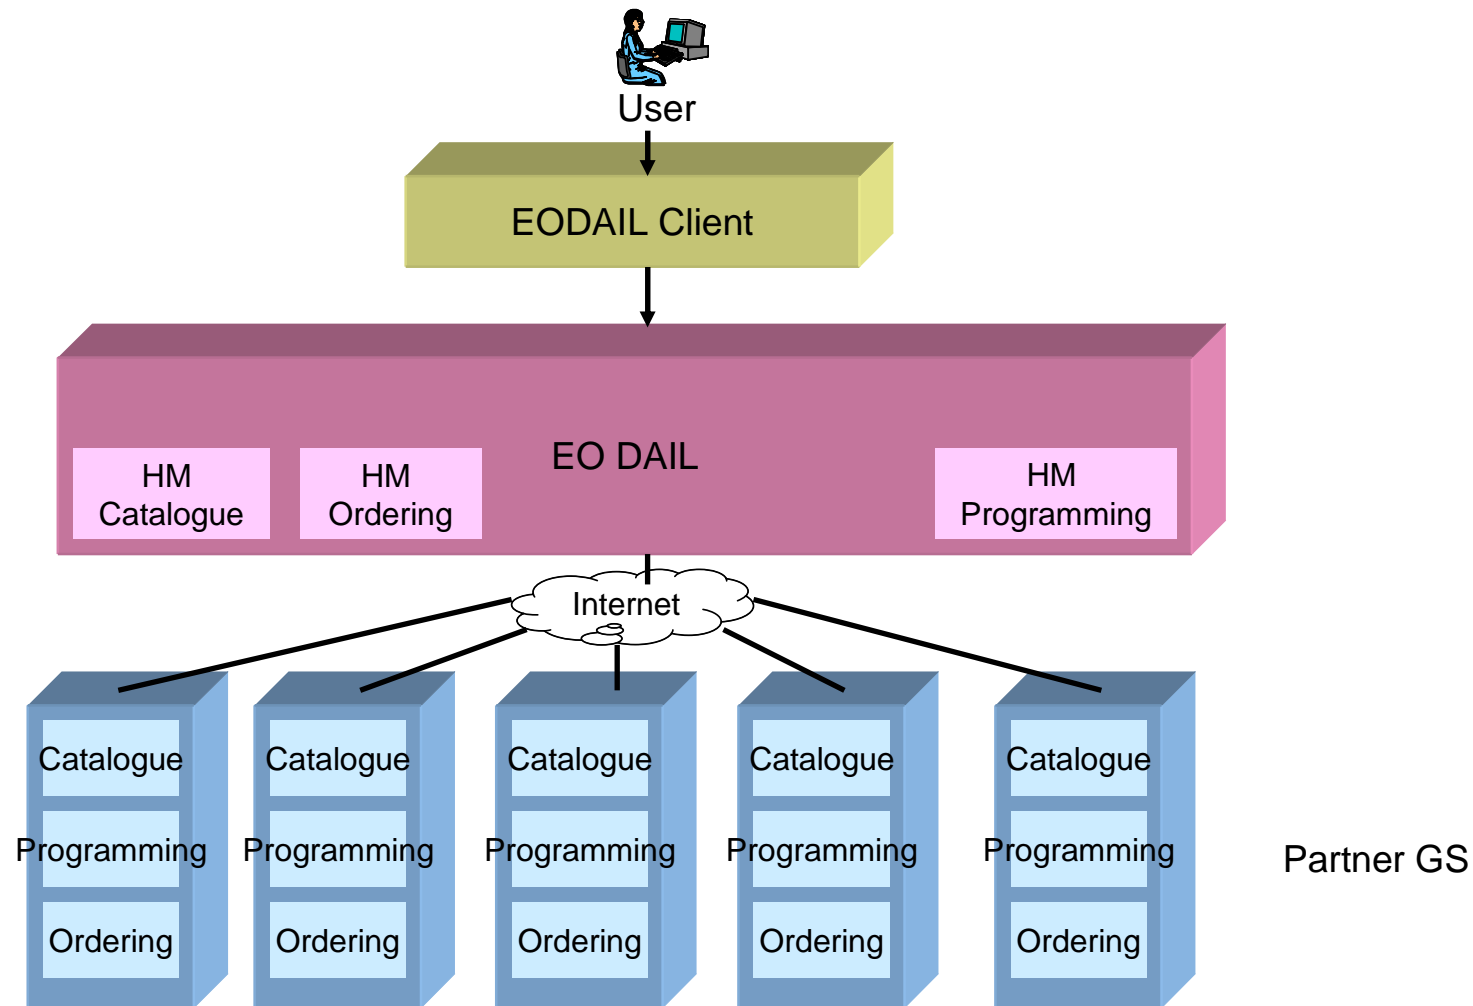 User
EODAIL Client
EO DAIL
HM
Catalogue
HM
Ordering
HM
Programming
Internet
Catalogue
Programming
Ordering
Catalogue
Programming
Ordering
Catalogue
Programming
Ordering
Catalogue
Programming
Ordering
Catalogue
Programming
Ordering
Partner GS